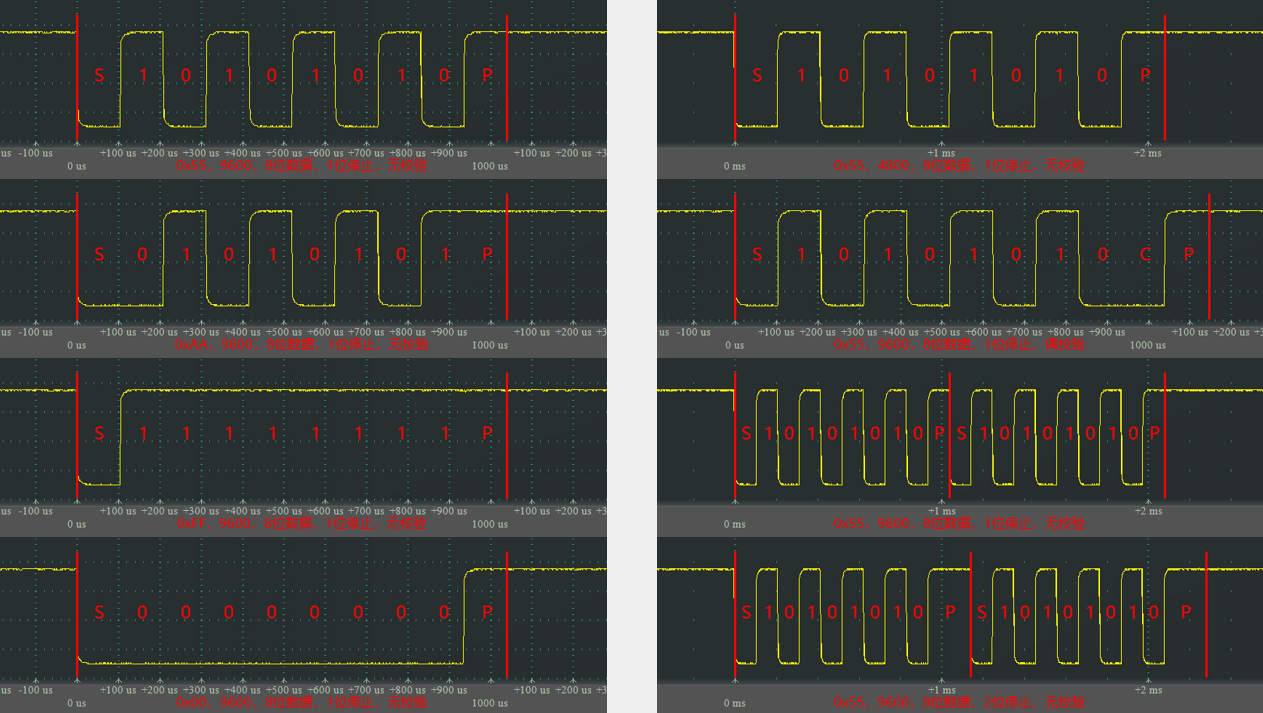 S 1 0 1 0 1 0 1 0 P
us -100 us +100 us +200 us +300 us +400 us +500 us +600 us +700 us +800 us +900 us +100 us +200 us +3
0 us 1000 us
0x55，9600，8位数据，1位停止，无校验
S 0 1 0 1 0 1 0 1 P
us -100 us +100 us +200 us +300 us +400 us +500 us +600 us +700 us +800 us +900 us +100 us +200 us +3
0 us 1000 us
0xAA，9600，8位数据，1位停止，无校验
S 1 1 1 1 1 1 1 1 P
us -100 us +100 us +200 us +300 us +400 us +500 us +600 us +700 us +800 us +900 us +100 us +200 us +3
0 us 1000 us
0xFF，9600，8位数据，1位停止，无校验
S 0 0 0 0 0 0 0 0 P
us -100 us +100 us +200 us +300 us +400 us +500 us +600 us +700 us +800 us +900 us +100 us +200 us +3
0 us 1000 us
0x00，9600，8位数据，1位停止，无校验
S 1 0 1 0 1 0 1 0 P
+1 ms +2 ms
0 ms
0x55，4800，8位数据，1位停止，无校验
S 1 0 1 0 1 0 1 0 C P
us -100 us +100 us +200 us +300 us +400 us +500 us +600 us +700 us +800 us +900 us +100 us +200 us +3
0 us 1000 us
0x55，9600，8位数据，1位停止，偶校验
S 1 0 1 0 1 0 1 0 P S 1 0 1 0 1 0 1 0 P
+1 ms +2 ms
0 ms
0x55，9600，8位数据，1位停止，无校验
S 1 0 1 0 1 0 1 0 P S 1 0 1 0 1 0 1 0 P
+1 ms +2 ms
0 ms
0x55，9600，8位数据，2位停止，无校验